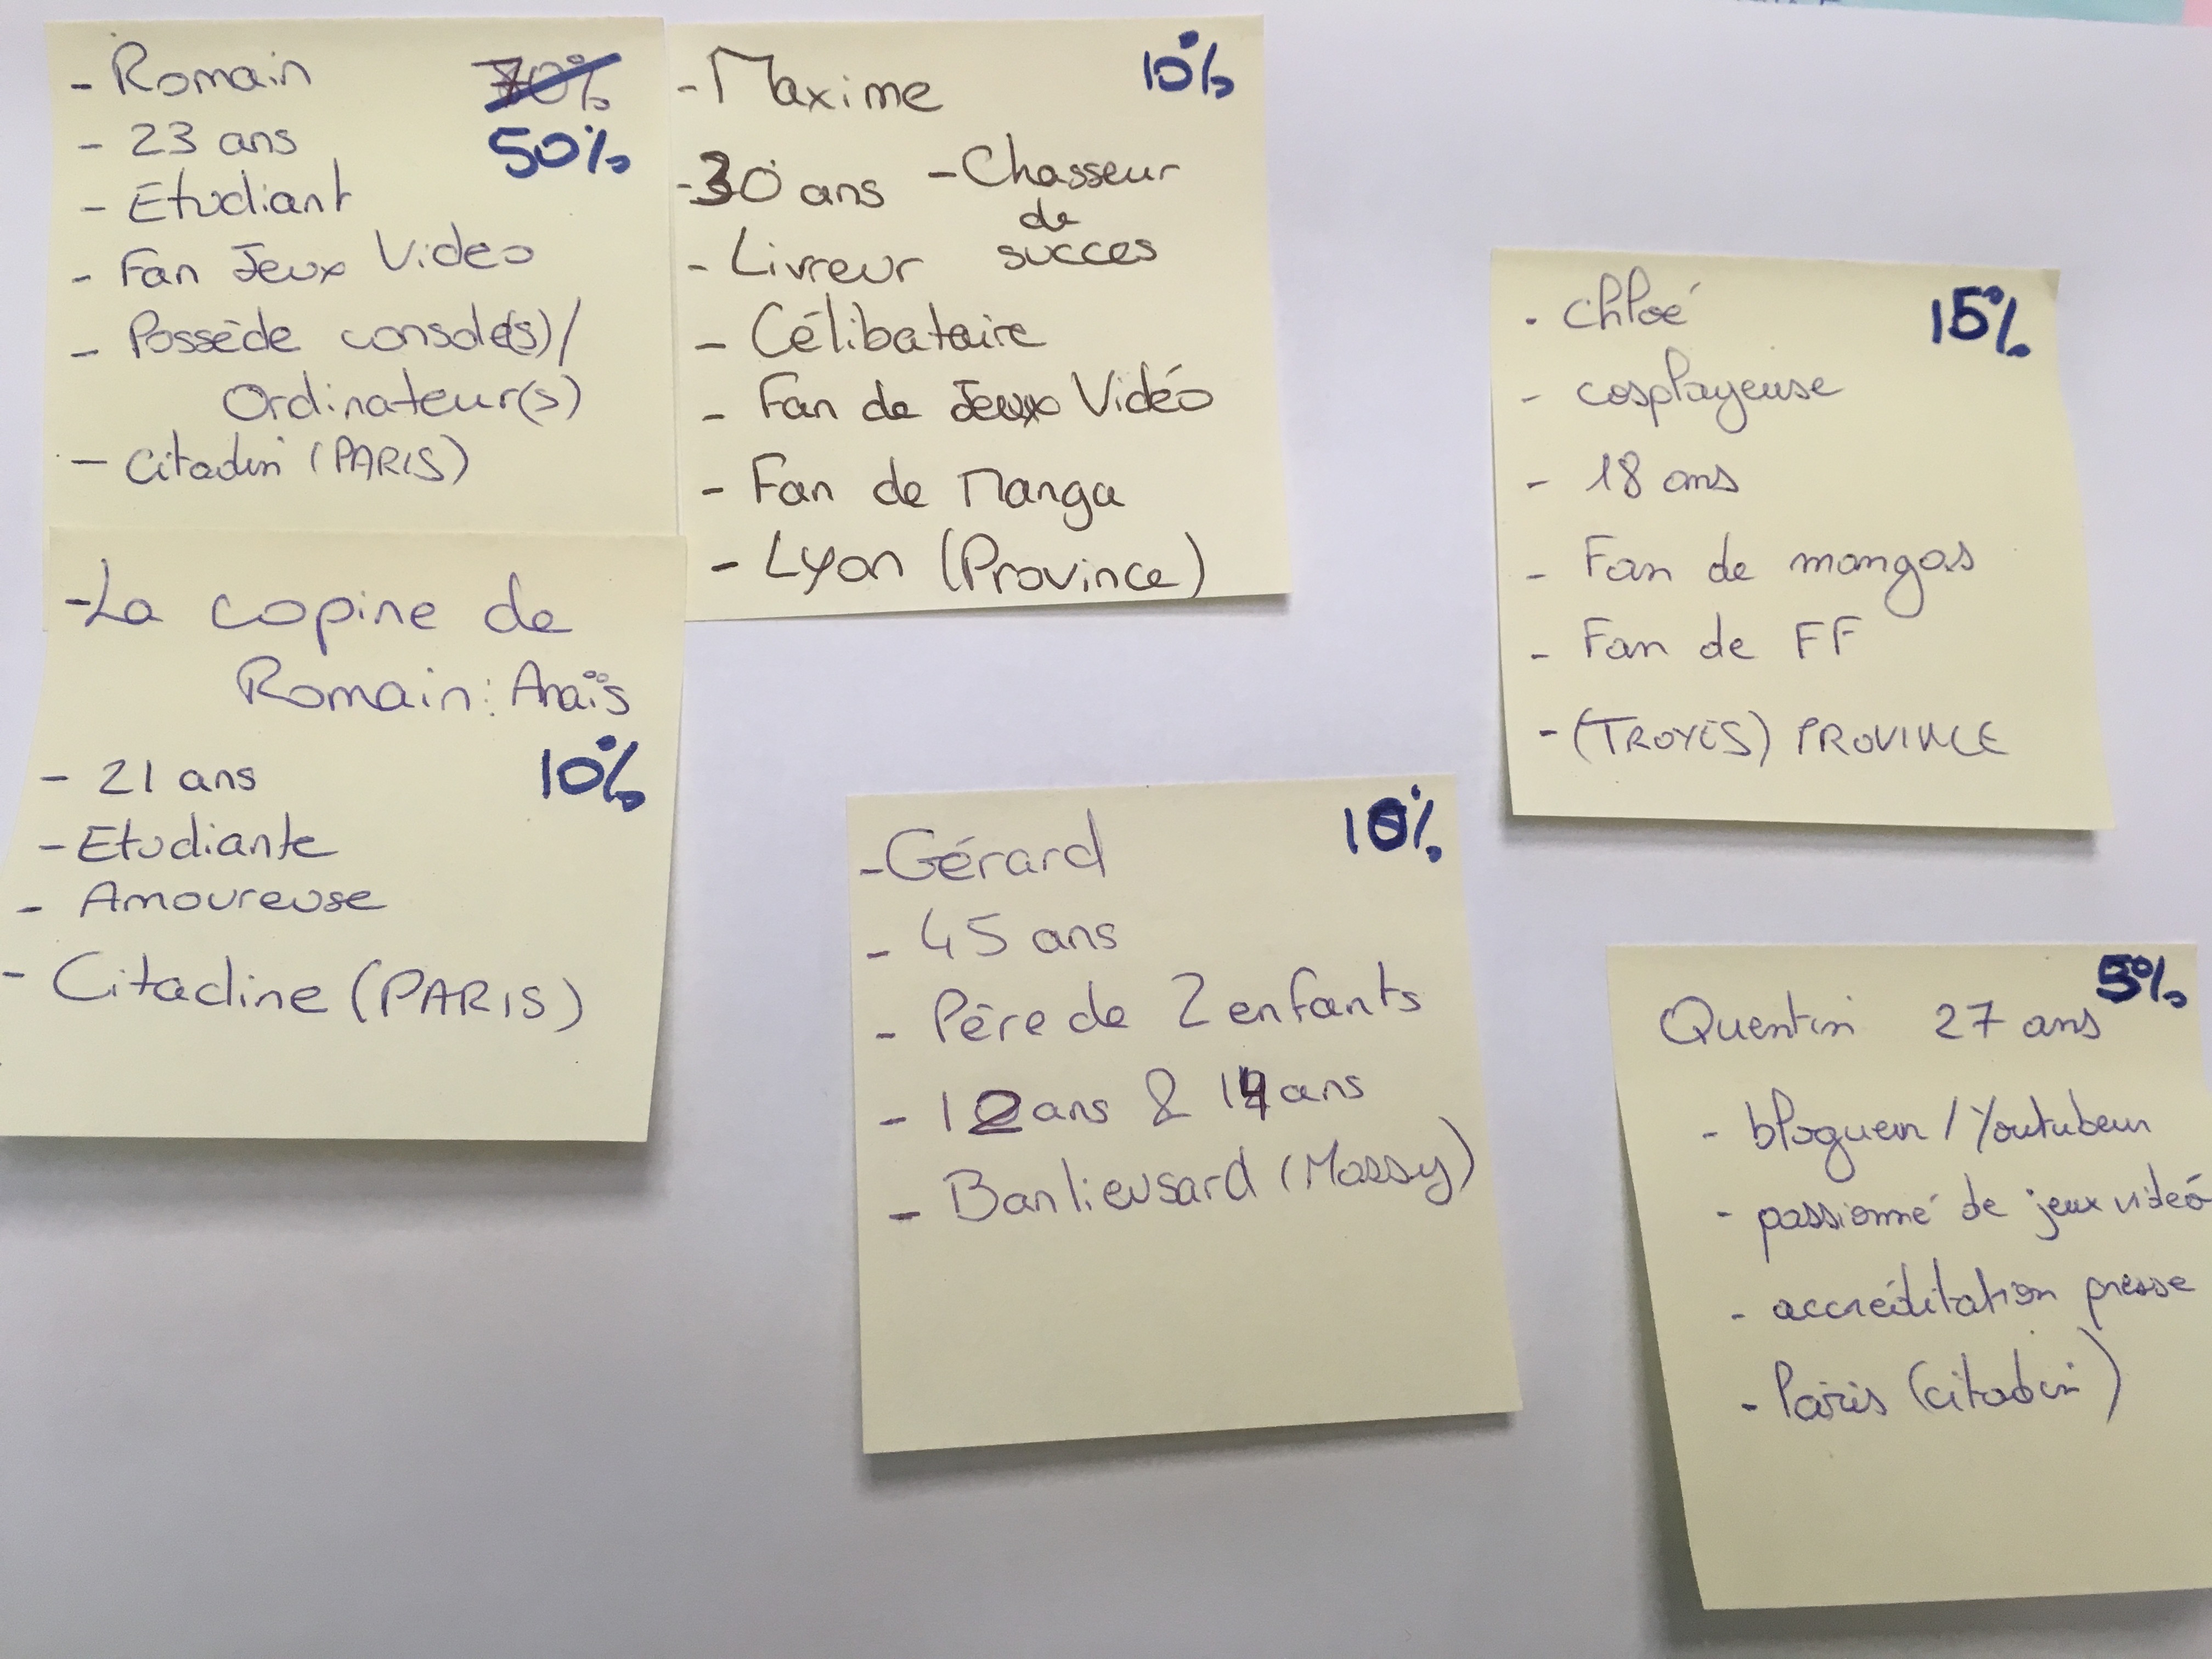 - Romain 70%
- 23 ans 50%
- Etudiant
- Fan Jeux Video
- Possède console(s)/
Ordinateur(s)
- Citadin (PARIS)
- Maxime 10%
- 30 ans - Chasseur
de
succes
- Livreur
- Célibataire
- Fan de Jeux Vidéo
- Fan de Manga
- Lyon (Province)
- La copine de
Romain : Anaïs
- 21 ans 10%
- Etudiante
- Amoureuse
- Citadine (PARIS)
- Gérard 10%
- 45 ans
- Père de 2 enfants
- 12 ans & 14 ans
- Banlieusard (Massy)
- Chloé 15%
- cosplayeuse
- 18 ans
- Fan de mangas
- Fan de FF
- (TROYES) PROVINCE
Quentin 27 ans 5%
- blogueur / Youtubeur
- passionné de jeux vidéo
- accréditation presse
- Paris (citadin)